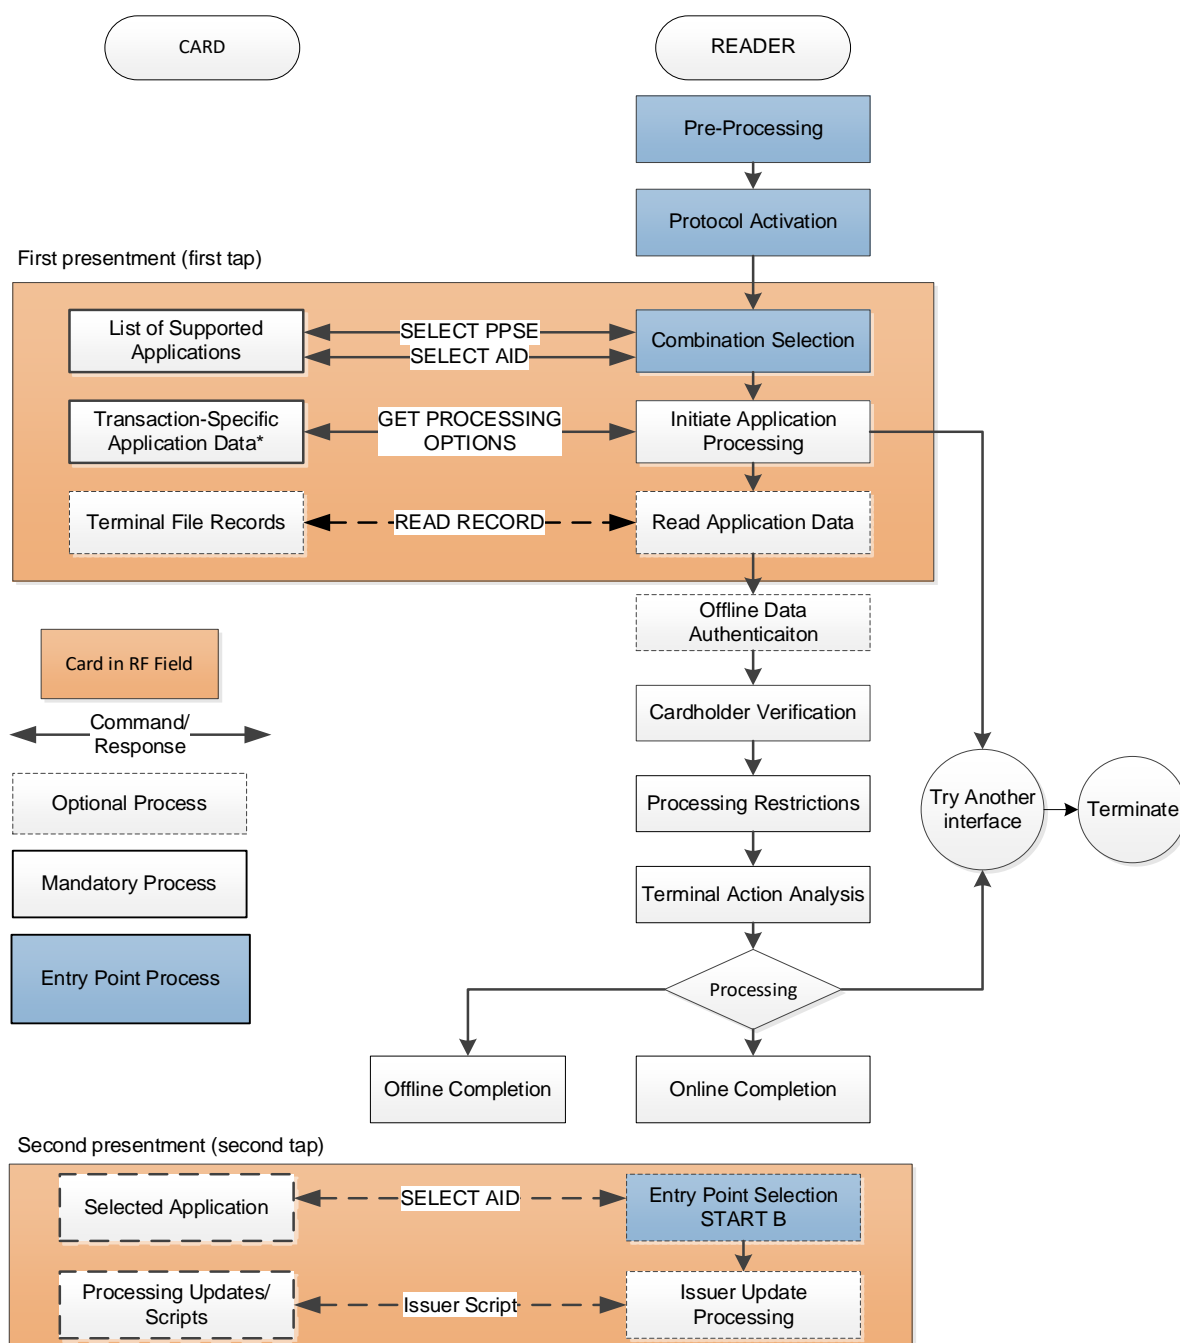 CARD
READER
Pre-Processing
Protocol Activation
First presentment (first tap)
List of Supported
Applications
SELECT PPSE
SELECT AID
Combination Selection
Transaction-Specific
Application Data*
GET PROCESSING
OPTIONS
Initiate Application
Processing
Terminal File Records
READ RECORD
Read Application Data
Offline Data
Authenticaiton
Card in RF Field
Cardholder Verification
Command/
Response
Optional Process
Processing Restrictions
Try Another
interface
Terminate
Mandatory Process
Terminal Action Analysis
Entry Point Process
Processing
Offline Completion
Online Completion
Second presentment (second tap)
Selected Application
SELECT AID
Entry Point Selection
START B
Processing Updates/
Scripts
Issuer Script
Issuer Update
Processing